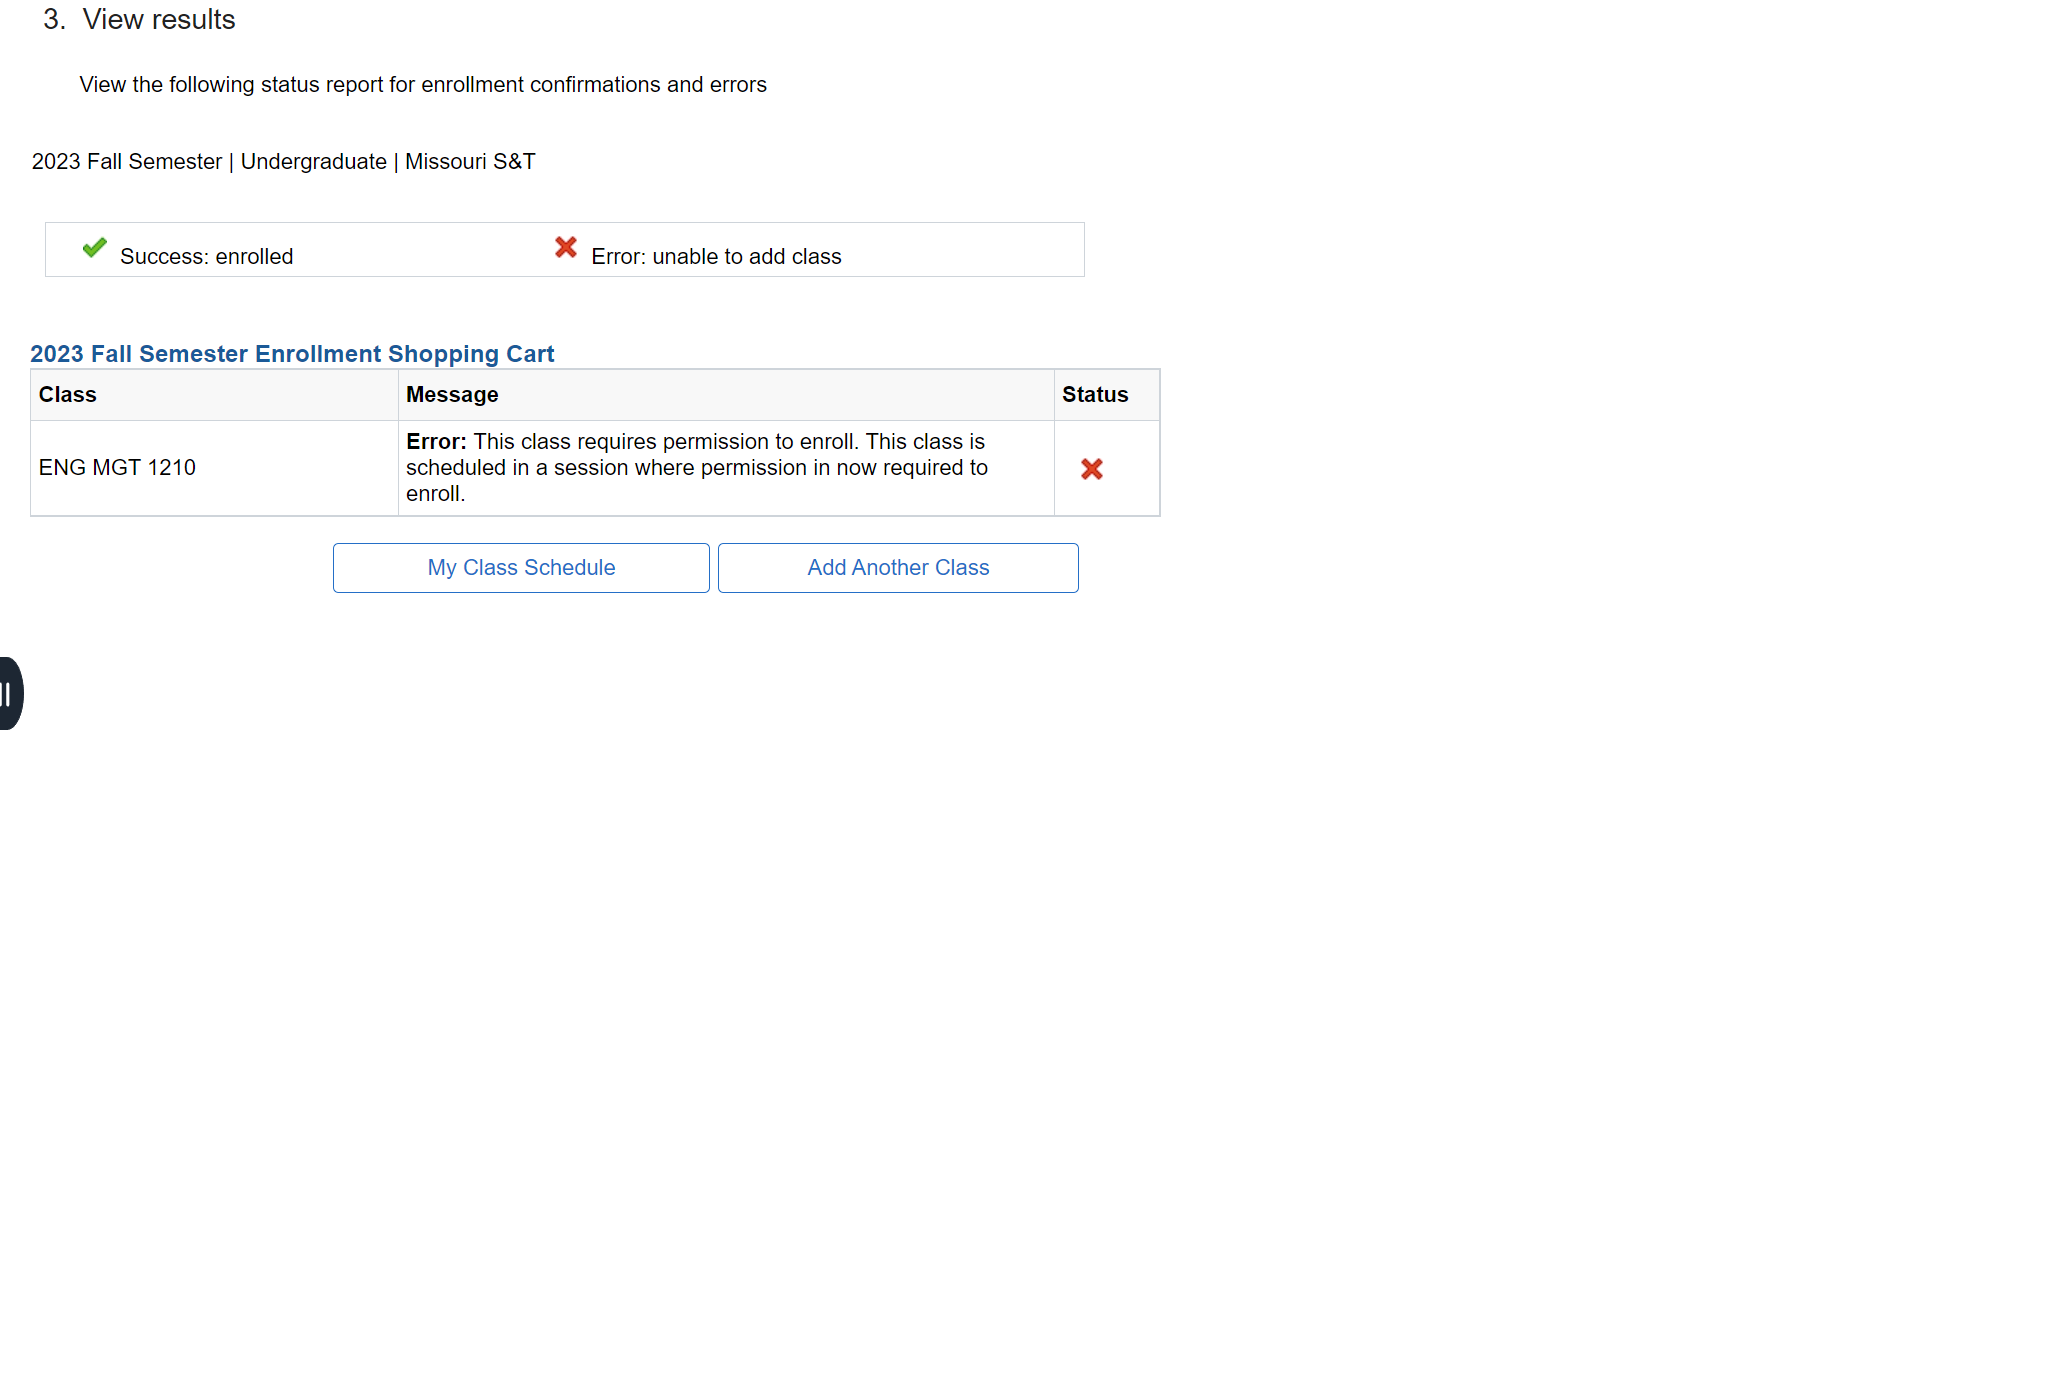 3. View results
View the following status report for enrollment confirmations and errors
2023 Fall Semester | Undergraduate | Missouri S&T
Success: enrolled
Error: unable to add class
2023 Fall Semester Enrollment Shopping Cart
Class
Message
Status
ENG MGT 1210
Error: This class requires permission to enroll. This class is
scheduled in a session where permission in now required to
enroll.
My Class Schedule
Add Another Class